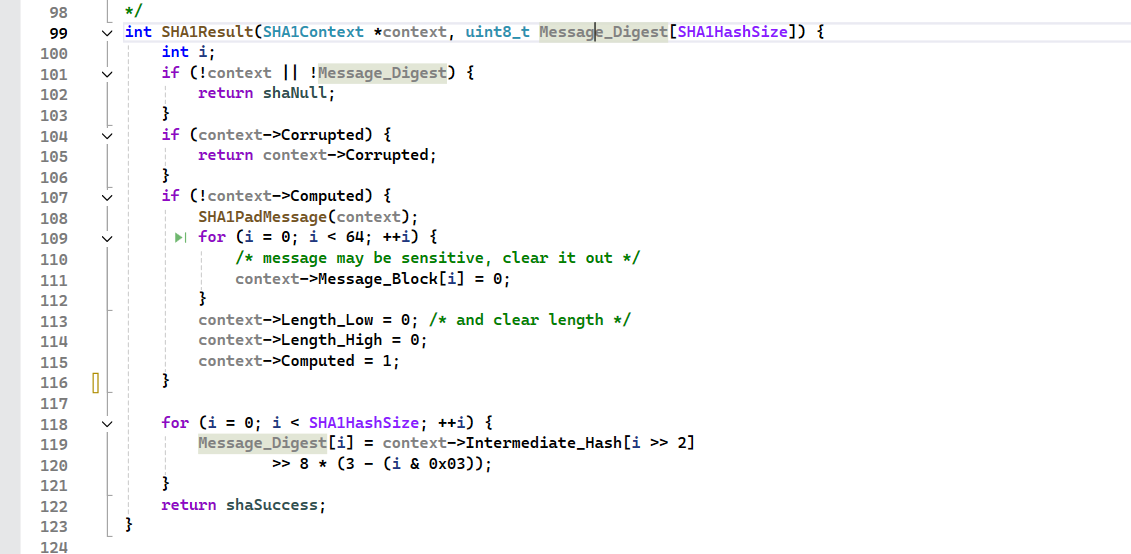 98 */
99 int SHA1Result(SHA1Context *context, uint8_t Message_Digest[SHA1HashSize]) {
100     int i;
101     if (!context || !Message_Digest) {
102         return shaNull;
103     }
104     if (context->Corrupted) {
105         return context->Corrupted;
106     }
107     if (!context->Computed) {
108         SHA1PadMessage(context);
109         for (i = 0; i < 64; ++i) {
110             /* message may be sensitive, clear it out */
111             context->Message_Block[i] = 0;
112         }
113         context->Length_Low = 0; /* and clear length */
114         context->Length_High = 0;
115         context->Computed = 1;
116     }
117
118     for (i = 0; i < SHA1HashSize; ++i) {
119         Message_Digest[i] = context->Intermediate_Hash[i >> 2]
120                 >> 8 * (3 - (i & 0x03));
121     }
122     return shaSuccess;
123 }
124